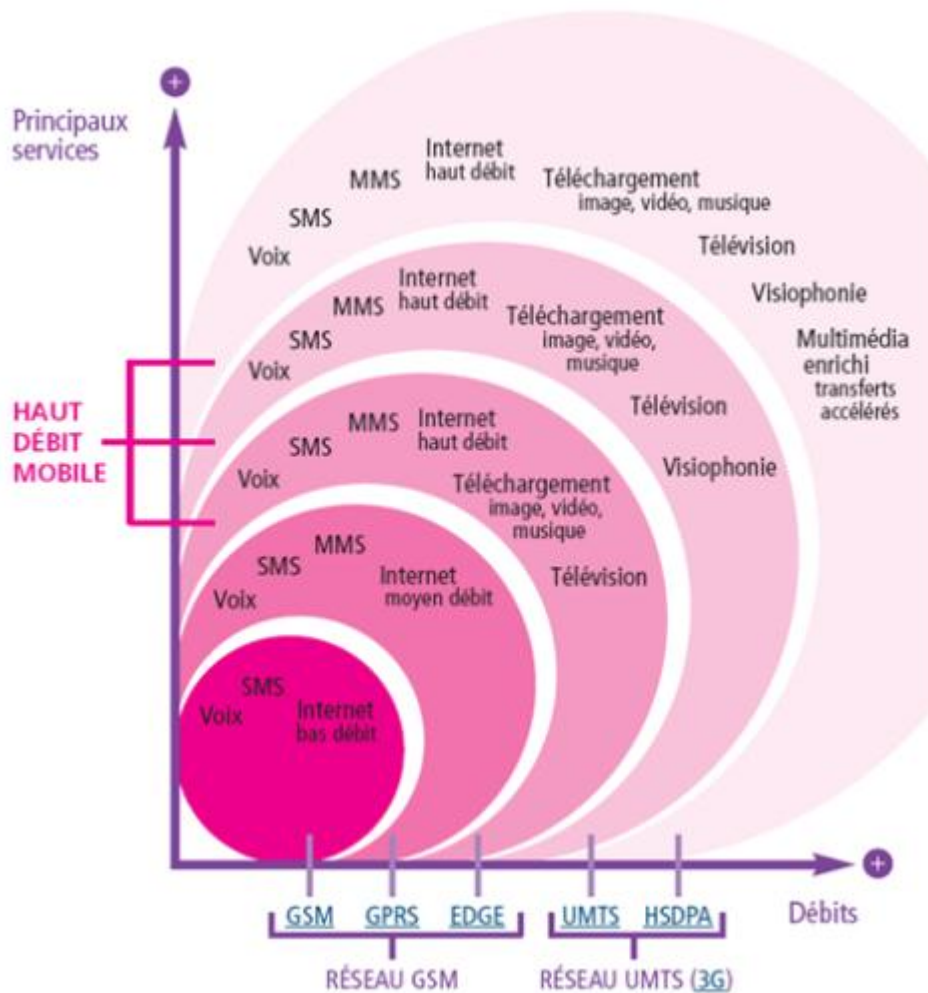 +
Principaux
services
Internet
haut débit
MMS
Téléchargement
image, vidéo, musique
SMS
Voix
Télévision
Visiophonie
Multimédia
enrichi
transferts
accélérés
Internet
haut débit
MMS
Téléchargement
image, vidéo,
musique
SMS
Voix
Télévision
Visiophonie
HAUT
DÉBIT
MOBILE
Internet
haut débit
MMS
SMS
Voix
Téléchargement
image, vidéo,
musique
Télévision
MMS
SMS
Voix
Internet
moyen débit
SMS
Voix
Internet
bas débit
+
GSM GPRS EDGE UMTS HSDPA Débits
RÉSEAU GSM RÉSEAU UMTS (3G)